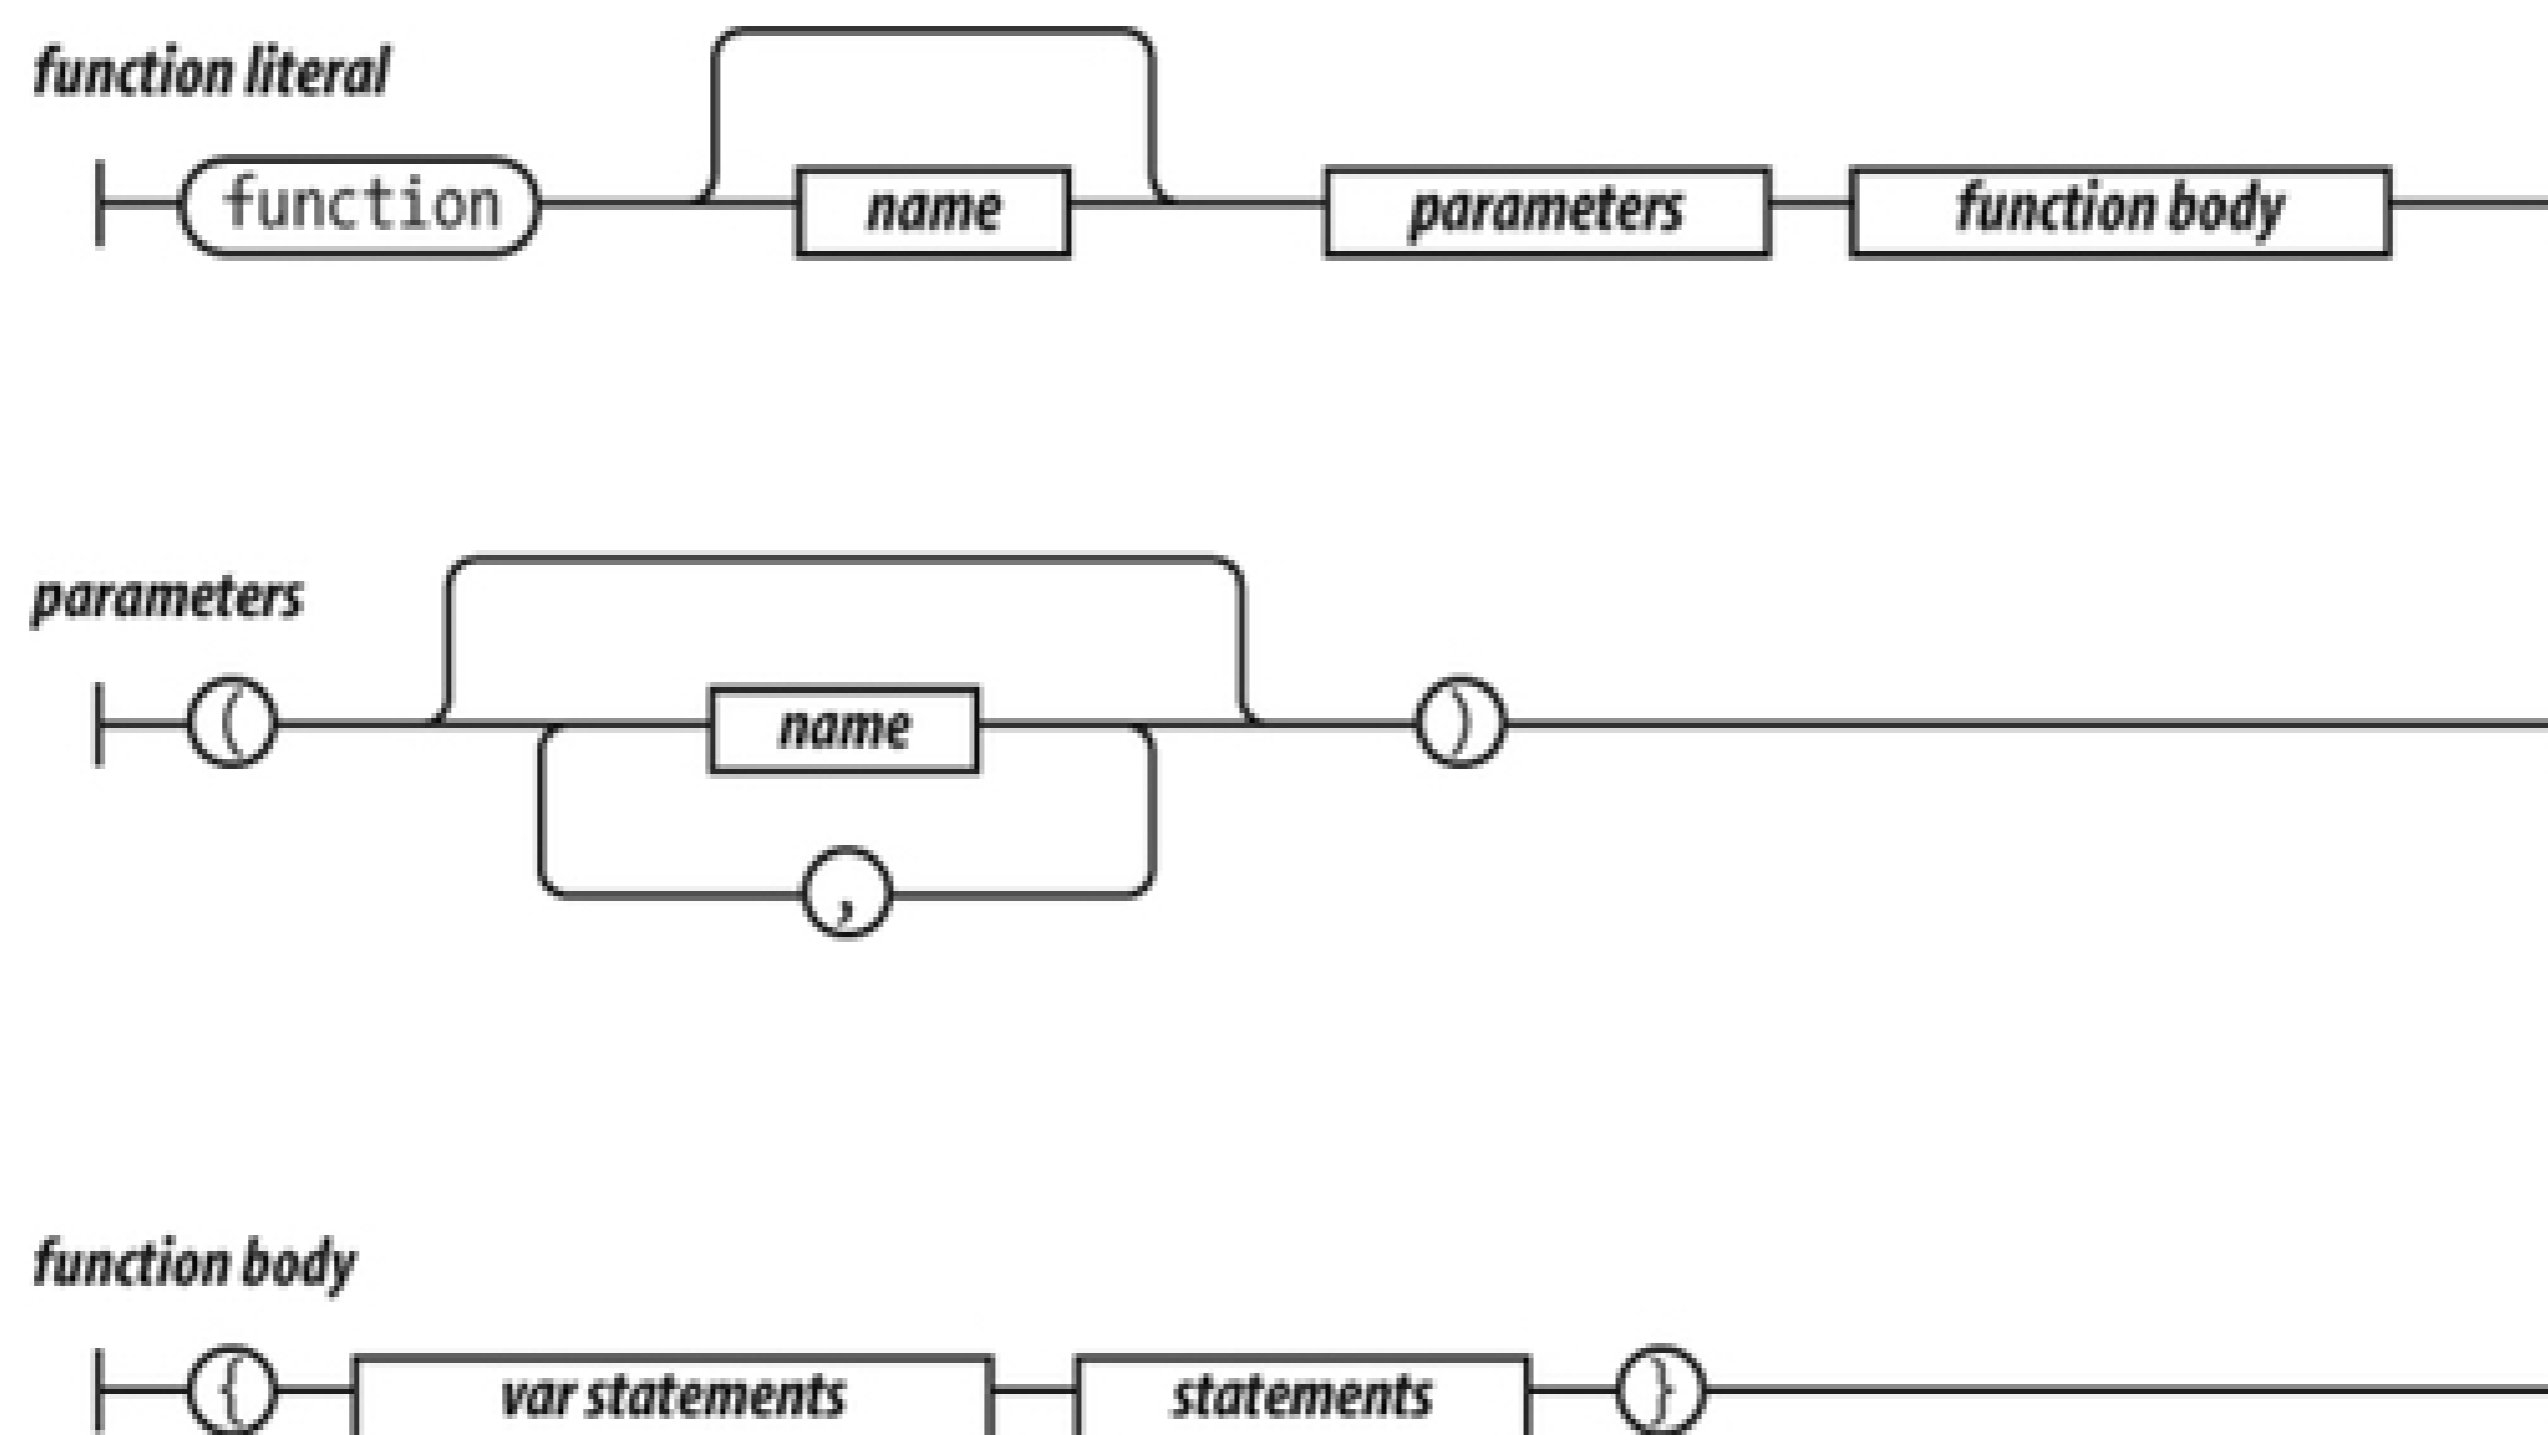 function literal
function name parameters function body
parameters
( name )
,
function body
{ var statements statements }